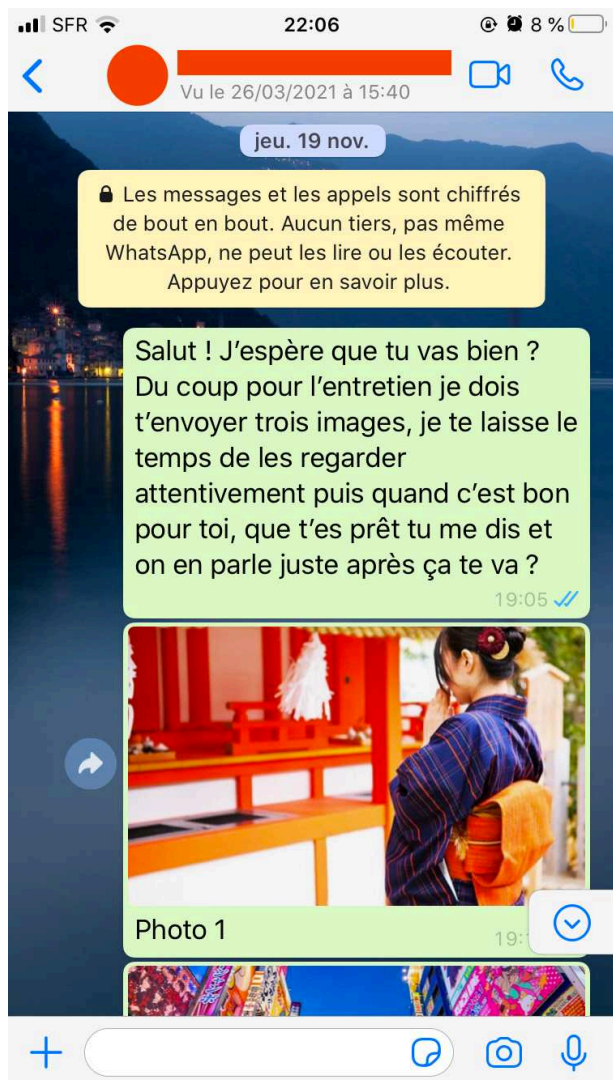 SFR 22:06 8 %
Vu le 26/03/2021 à 15:40
jeu. 19 nov.
Les messages et les appels sont chiffrés
de bout en bout. Aucun tiers, pas même
WhatsApp, ne peut les lire ou les écouter.
Appuyez pour en savoir plus.
Salut ! J’espère que tu vas bien ?
Du coup pour l’entretien je dois
t’envoyer trois images, je te laisse le
temps de les regarder
attentivement puis quand c’est bon
pour toi, que t’es prêt tu me dis et
on en parle juste après ça te va ?
19:05
Photo 1